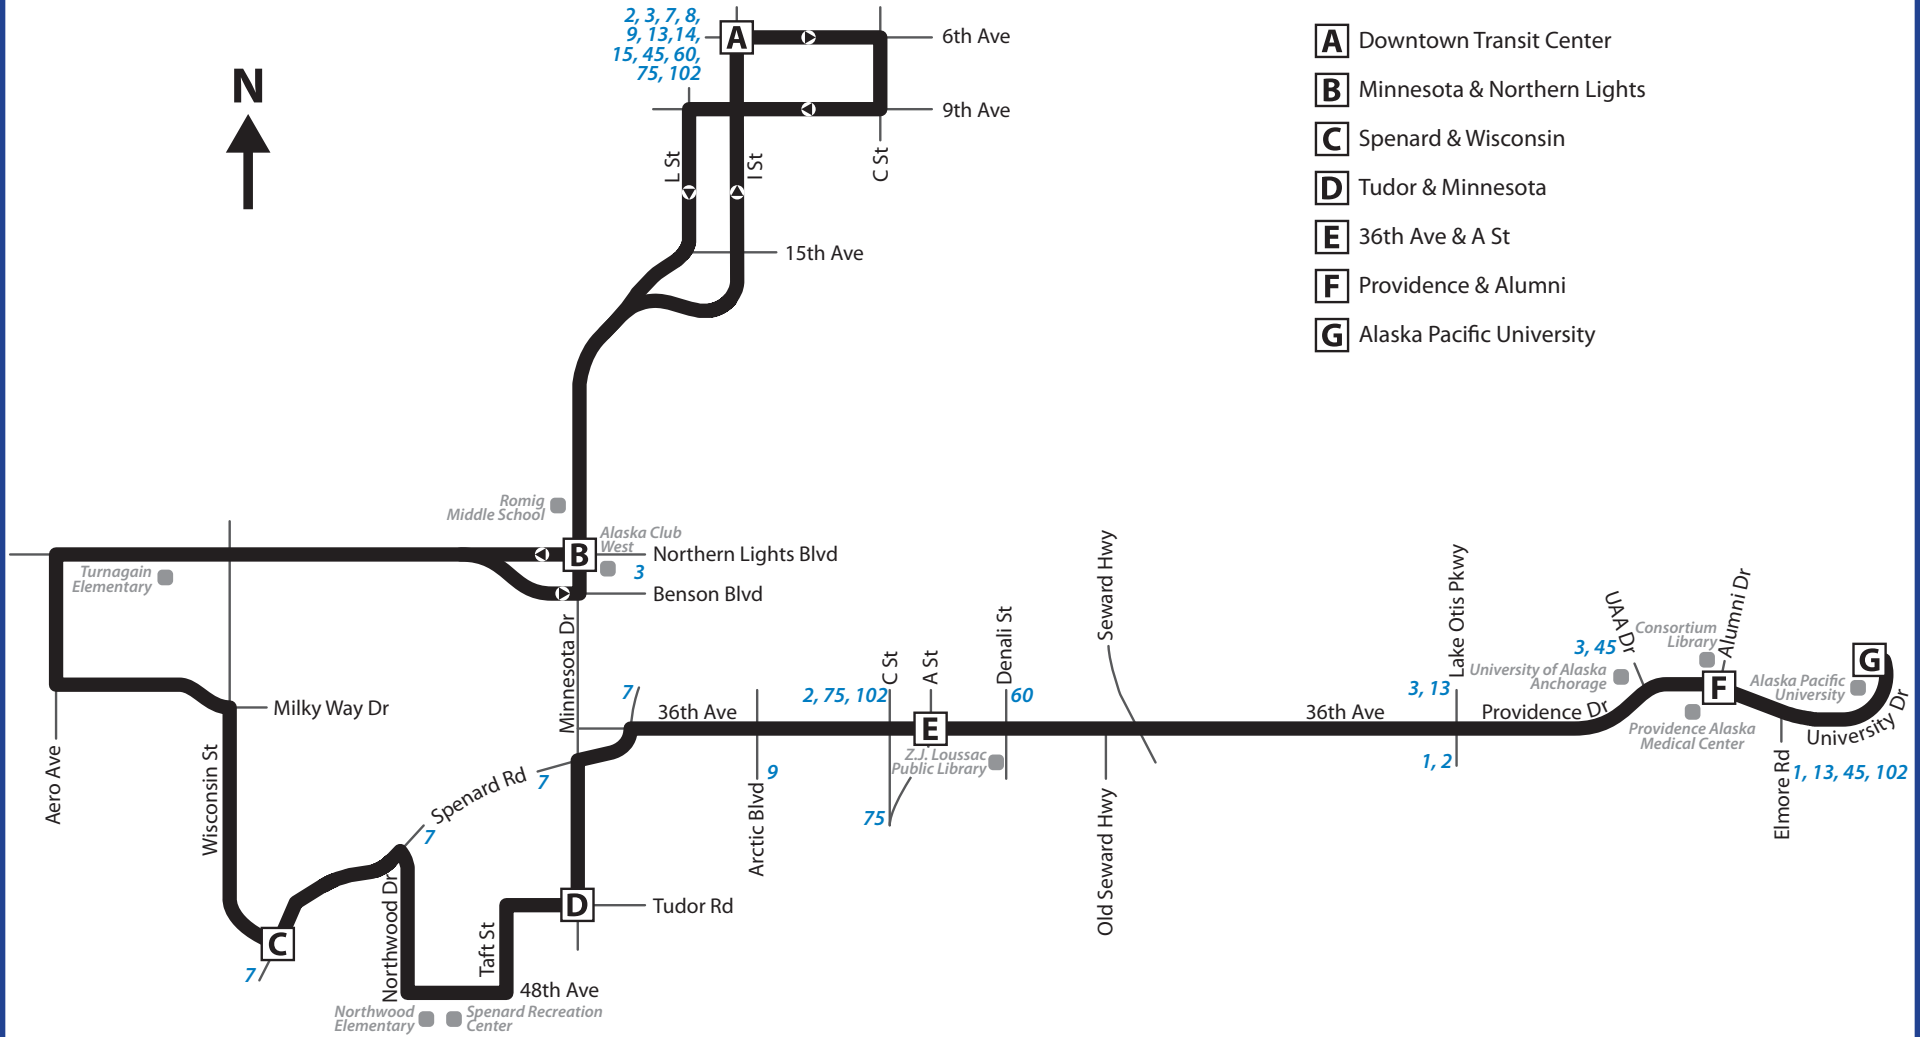 N
2, 3, 7, 8,
9, 13,14,
15, 45, 60,
75, 102
A
6th Ave
9th Ave
L St
I St
C St
15th Ave
A Downtown Transit Center
B Minnesota & Northern Lights
C Spenard & Wisconsin
D Tudor & Minnesota
E 36th Ave & A St
F Providence & Alumni
G Alaska Pacific University
Romig
Middle School
Alaska Club
West
B
3
Northern Lights Blvd
Benson Blvd
Turnagain
Elementary
Minnesota Dr
Milky Way Dr
Aero Ave
Wisconsin St
Spenard Rd
7
7
7
36th Ave
C
7
Northwood Dr
Taft St
D
Tudor Rd
48th Ave
Northwood
Elementary
Spenard Recreation
Center
Arctic Blvd
9
2, 75, 102
C St
A St
E
Denali St
60
Z.J. Loussac
Public Library
75
Seward Hwy
Old Seward Hwy
36th Ave
Lake Otis Pkwy
3, 13
1, 2
Providence Dr
3, 45
UAA Dr
University of Alaska
Anchorage
Consortium
Library
Alumni Dr
F
Providence Alaska
Medical Center
Alaska Pacific
University
G
University Dr
Elmore Rd
1, 13, 45, 102